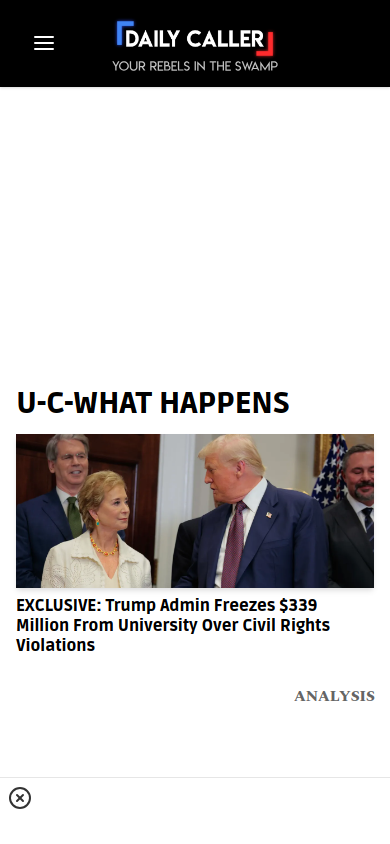 DAILY CALLER
YOUR REBELS IN THE SWAMP
U-C-WHAT HAPPENS
EXCLUSIVE: Trump Admin Freezes $339
Million From University Over Civil Rights
Violations
ANALYSIS